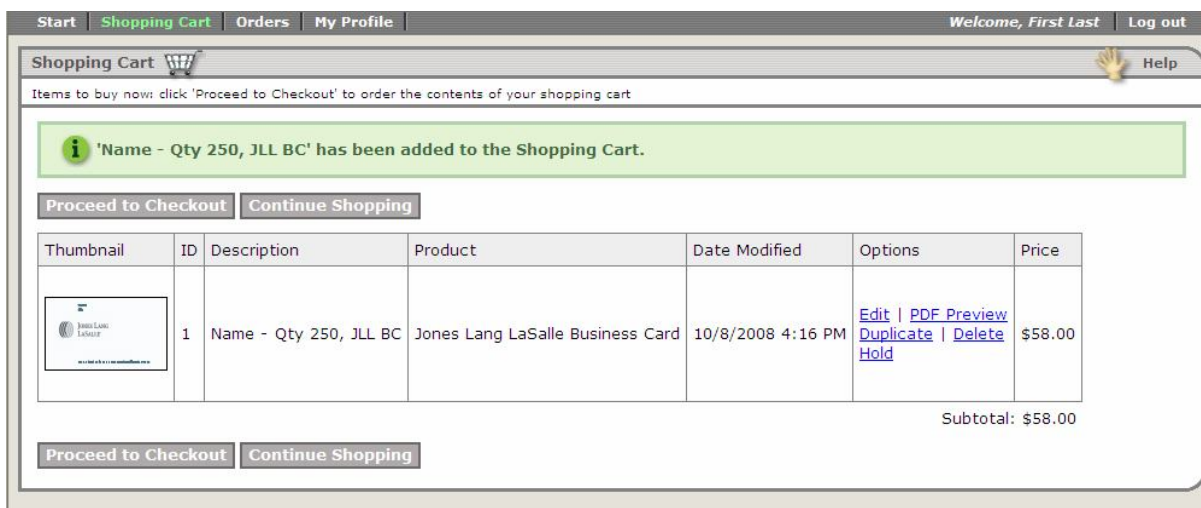 Start | Shopping Cart | Orders | My Profile | Welcome, First Last | Log out
Shopping Cart Help
Items to buy now: click 'Proceed to Checkout' to order the contents of your shopping cart
i 'Name - Qty 250, JLL BC' has been added to the Shopping Cart.
Proceed to Checkout Continue Shopping
Thumbnail ID Description Product Date Modified Options Price
Jones Lang
LaSalle
1 Name - Qty 250, JLL BC Jones Lang LaSalle Business Card 10/8/2008 4:16 PM Edit | PDF Preview $58.00
Duplicate | Delete
Hold
Subtotal: $58.00
Proceed to Checkout Continue Shopping